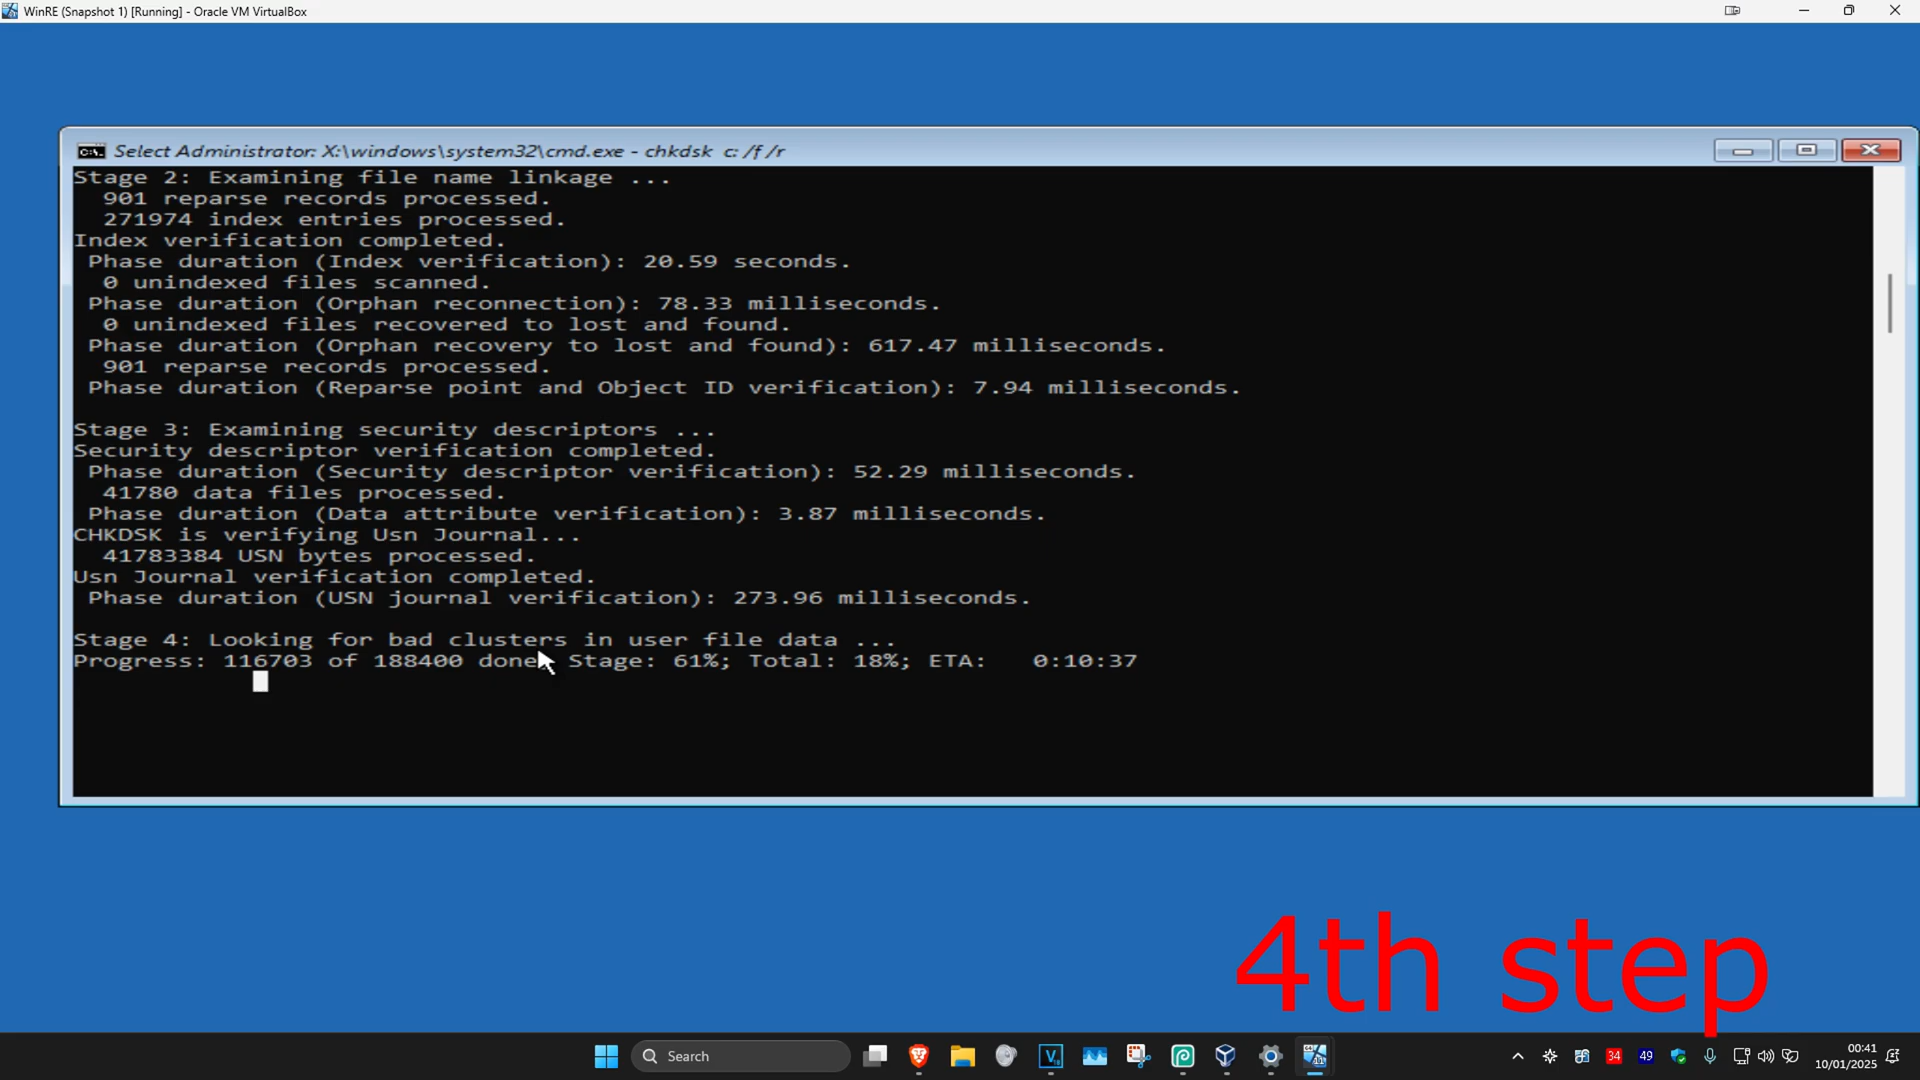 WinRE (Snapshot 1) [Running] - Oracle VM VirtualBox
Select Administrator: X:\windows\system32\cmd.exe - chkdsk c: /f /r
Stage 2: Examining file name linkage ...
901 reparse records processed.
271974 index entries processed.
Index verification completed.
Phase duration (Index verification): 20.59 seconds.
0 unindexed files scanned.
Phase duration (Orphan reconnection): 78.33 milliseconds.
0 unindexed files recovered to lost and found.
Phase duration (Orphan recovery to lost and found): 617.47 milliseconds.
901 reparse records processed.
Phase duration (Reparse point and Object ID verification): 7.94 milliseconds.
Stage 3: Examining security descriptors ...
Security descriptor verification completed.
Phase duration (Security descriptor verification): 52.29 milliseconds.
41780 data files processed.
Phase duration (Data attribute verification): 3.87 milliseconds.
CHKDSK is verifying Usn Journal...
41783384 USN bytes processed.
Usn Journal verification completed.
Phase duration (USN journal verification): 273.96 milliseconds.
Stage 4: Looking for bad clusters in user file data ...
Progress: 116703 of 188400 done; Stage: 61%; Total: 18%; ETA: 0:10:37
4th step
Search
34
49
00:41
10/01/2025